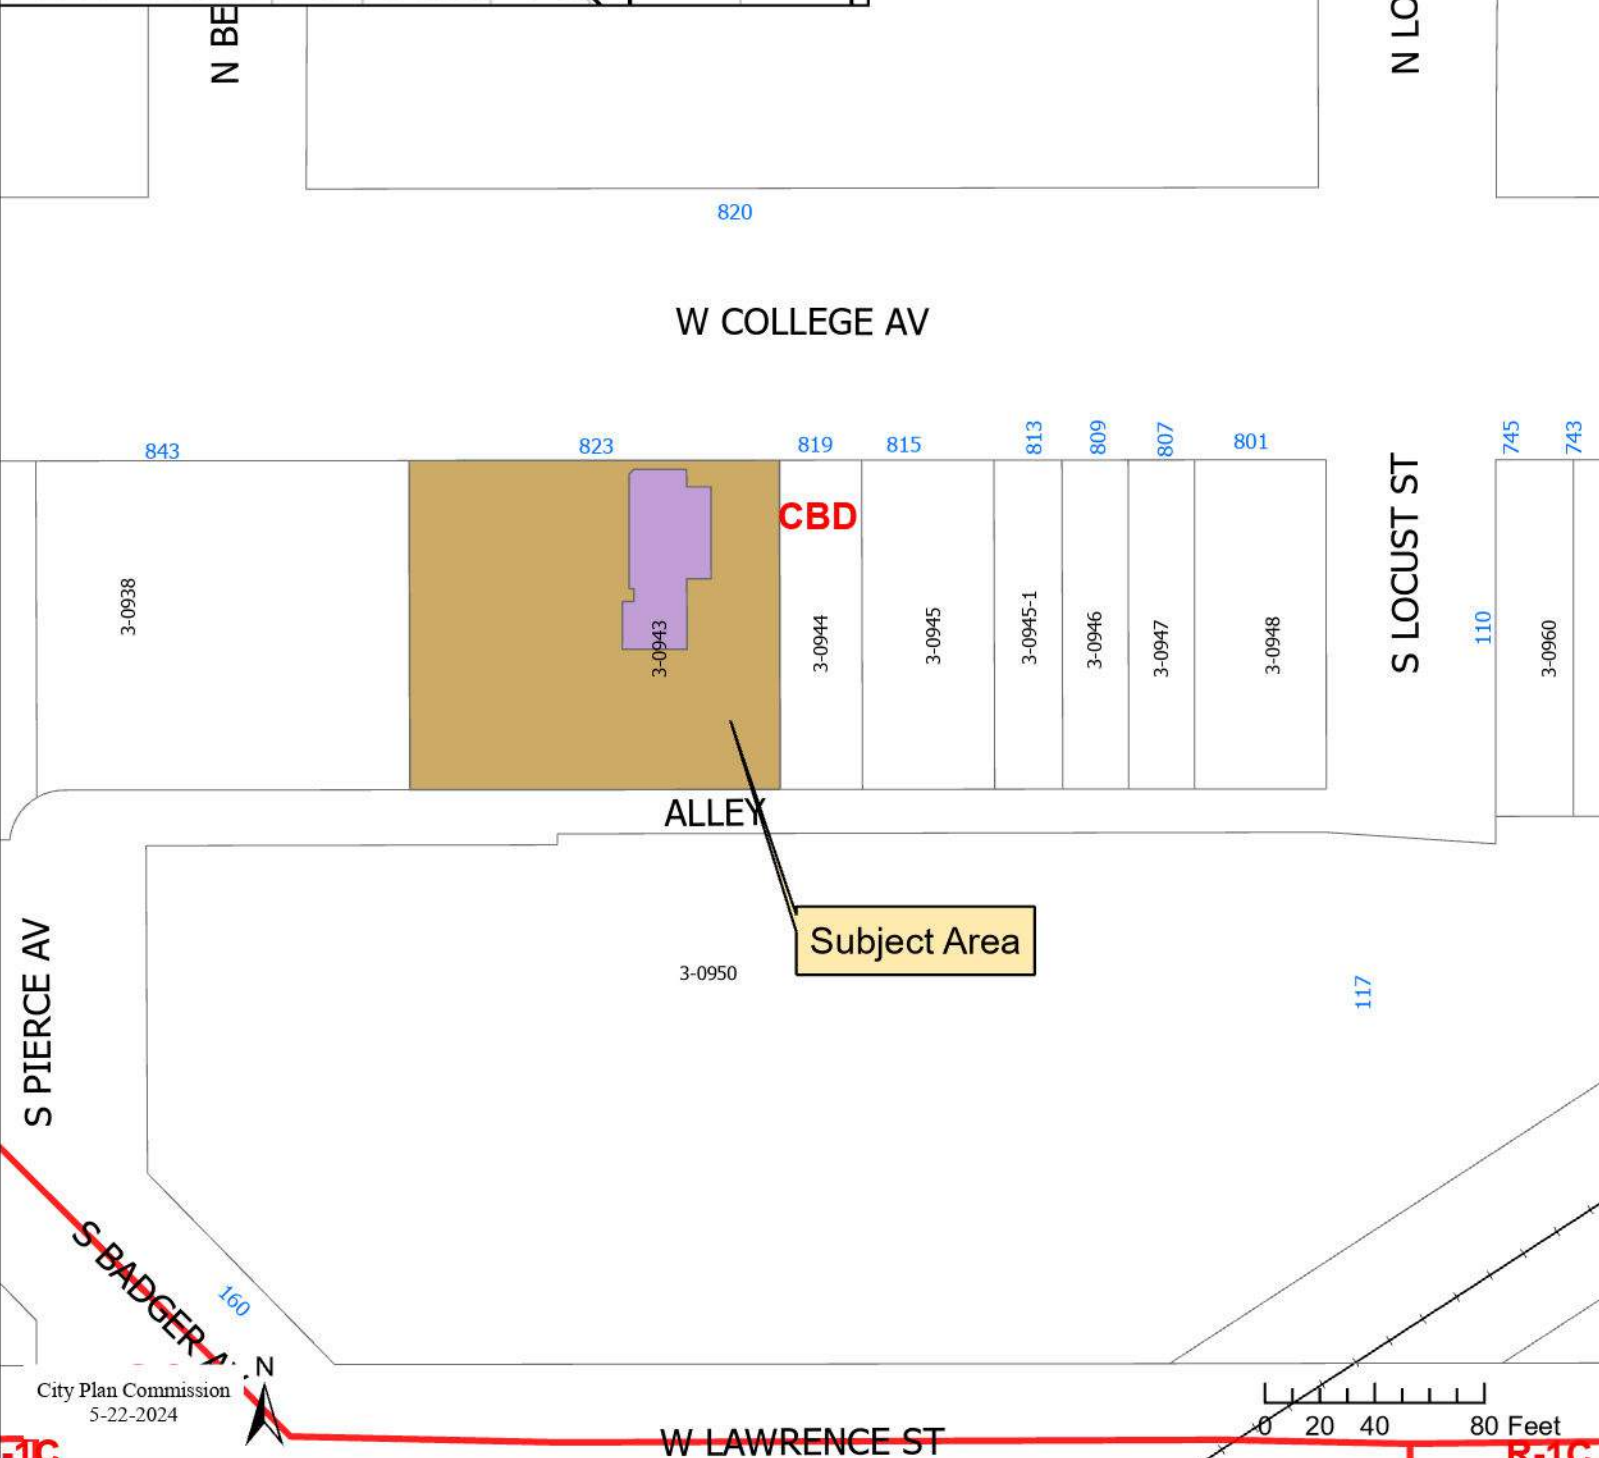 N BE
N LO
820
W COLLEGE AV
843
823
819
815
813
809
807
801
745
743
CBD
S LOCUST ST
110
3-0938
3-0943
3-0944
3-0945
3-0945-1
3-0946
3-0947
3-0948
3-0960
ALLEY
Subject Area
3-0950
117
S PIERCE AV
S BADGER A
160
N
City Plan Commission
5-22-2024
W LAWRENCE ST
0 20 40 80 Feet
-1C
R-1C